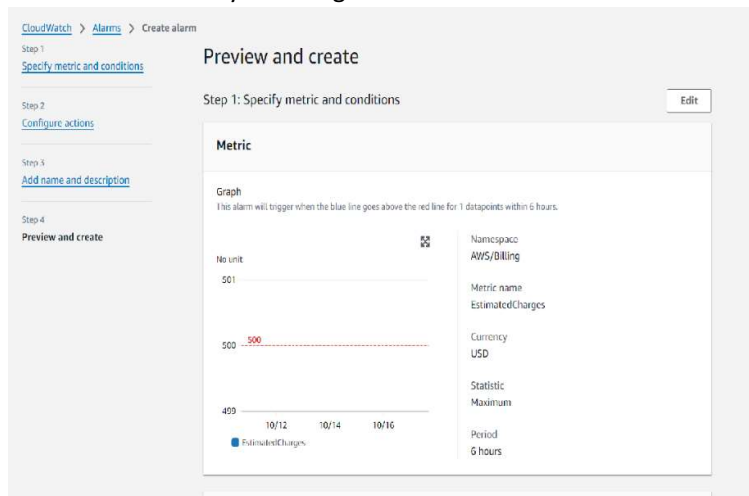 CloudWatch > Alarms > Create alarm
Step 1
Specify metric and conditions
Step 2
Configure actions
Step 3
Add name and description
Step 4
Preview and create
Preview and create
Step 1: Specify metric and conditions
Edit
Metric
Graph
This alarm will trigger when the blue line goes above the red line for 1 datapoints within 6 hours.
No unit
501
500
500
499
10/12 10/14 10/16
EstimatedCharges
Namespace
AWS/Billing
Metric name
EstimatedCharges
Currency
USD
Statistic
Maximum
Period
6 hours